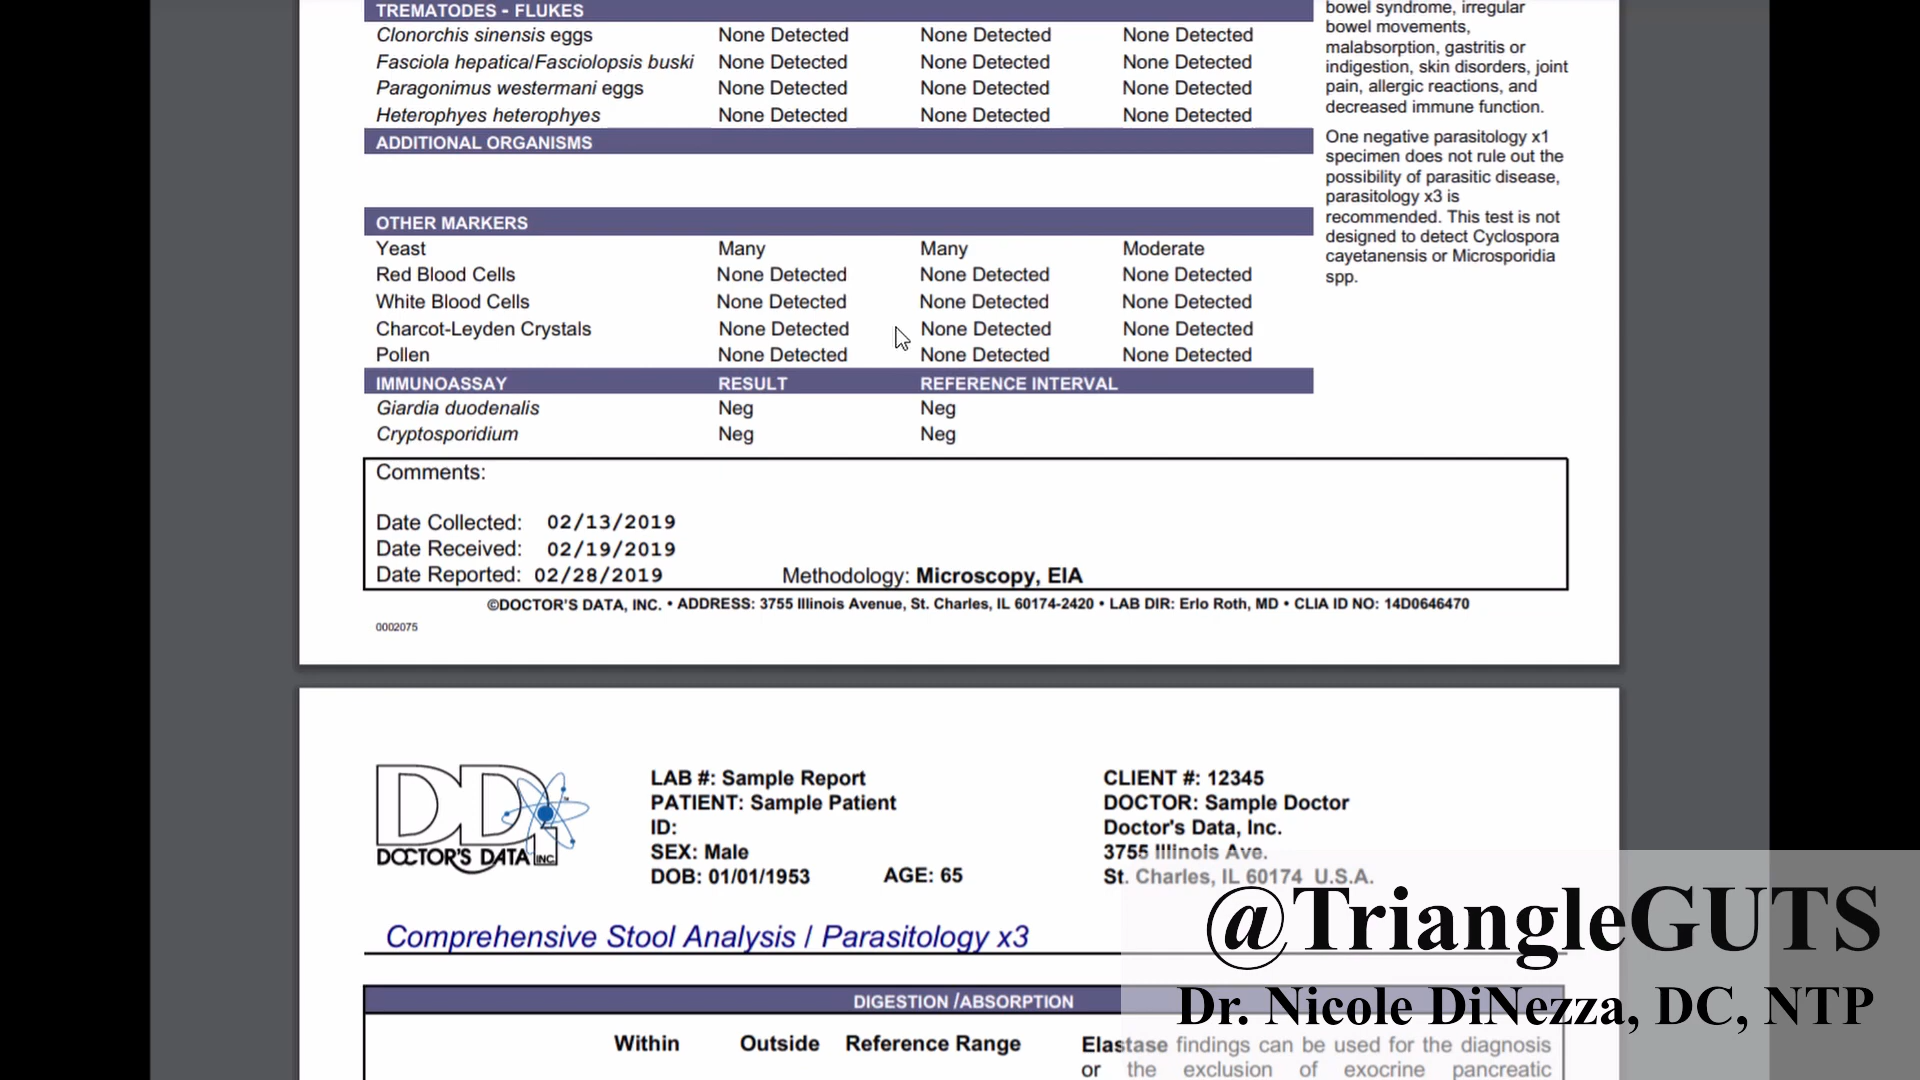 TREMATODES - FLUKES
Clonorchis sinensis eggs None Detected None Detected None Detected
Fasciola hepatica/Fasciolopsis buski None Detected None Detected None Detected
Paragonimus westermani eggs None Detected None Detected None Detected
Heterophyes heterophyes None Detected None Detected None Detected
ADDITIONAL ORGANISMS
OTHER MARKERS
Yeast Many Many Moderate
Red Blood Cells None Detected None Detected None Detected
White Blood Cells None Detected None Detected None Detected
Charcot-Leyden Crystals None Detected None Detected None Detected
Pollen None Detected None Detected None Detected
IMMUNOASSAY RESULT REFERENCE INTERVAL
Giardia duodenalis Neg Neg
Cryptosporidium Neg Neg
bowel syndrome, irregular
bowel movements,
malabsorption, gastritis or
indigestion, skin disorders, joint
pain, allergic reactions, and
decreased immune function.
One negative parasitology x1
specimen does not rule out the
possibility of parasitic disease,
parasitology x3 is
recommended. This test is not
designed to detect Cyclospora
cayetanensis or Microsporidia
spp.
Comments:
Date Collected: 02/13/2019
Date Received: 02/19/2019
Date Reported: 02/28/2019 Methodology: Microscopy, EIA
©DOCTOR'S DATA, INC. • ADDRESS: 3755 Illinois Avenue, St. Charles, IL 60174-2420 • LAB DIR: Erlo Roth, MD • CLIA ID NO: 14D0646470
0002075
DOCTOR'S DATA INC.
LAB #: Sample Report
PATIENT: Sample Patient
ID:
SEX: Male
DOB: 01/01/1953 AGE: 65
CLIENT #: 12345
DOCTOR: Sample Doctor
Doctor's Data, Inc.
3755 Illinois Ave.
St. Charles, IL 60174 U.S.A.
Comprehensive Stool Analysis / Parasitology x3
DIGESTION /ABSORPTION
Within Outside Reference Range
Elastase findings can be used for the diagnosis
or the exclusion of exocrine pancreatic
@TriangleGUTS
Dr. Nicole DiNezza, DC, NTP